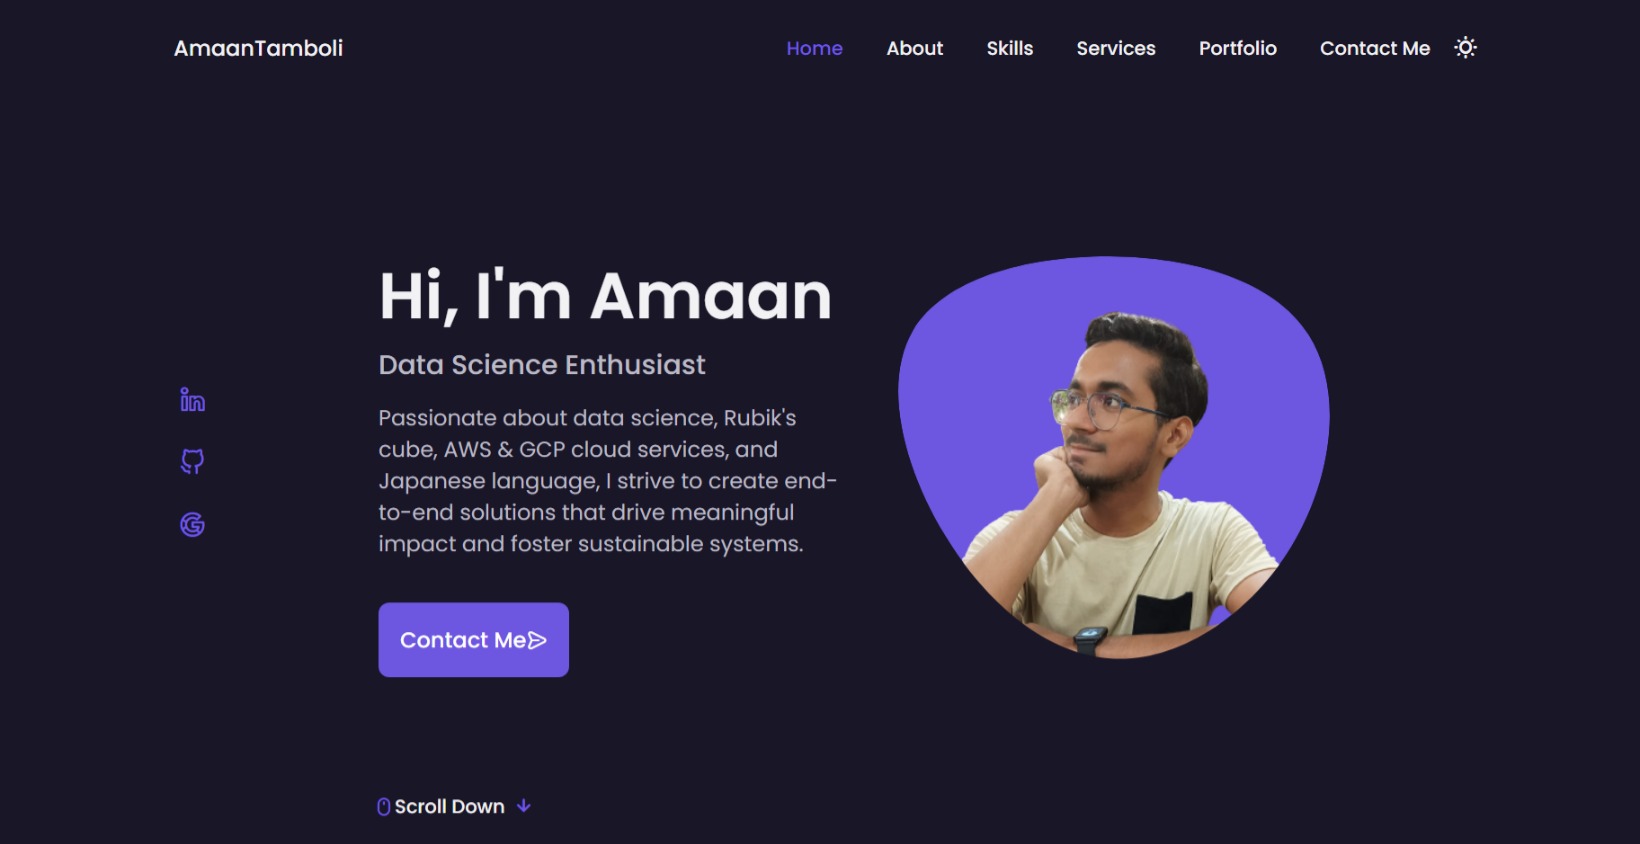 AmaanTamboli
Home
About
Skills
Services
Portfolio
Contact Me
Hi, I'm Amaan
Data Science Enthusiast
Passionate about data science, Rubik's
cube, AWS & GCP cloud services, and
Japanese language, I strive to create end-
to-end solutions that drive meaningful
impact and foster sustainable systems.
Contact Me
Scroll Down